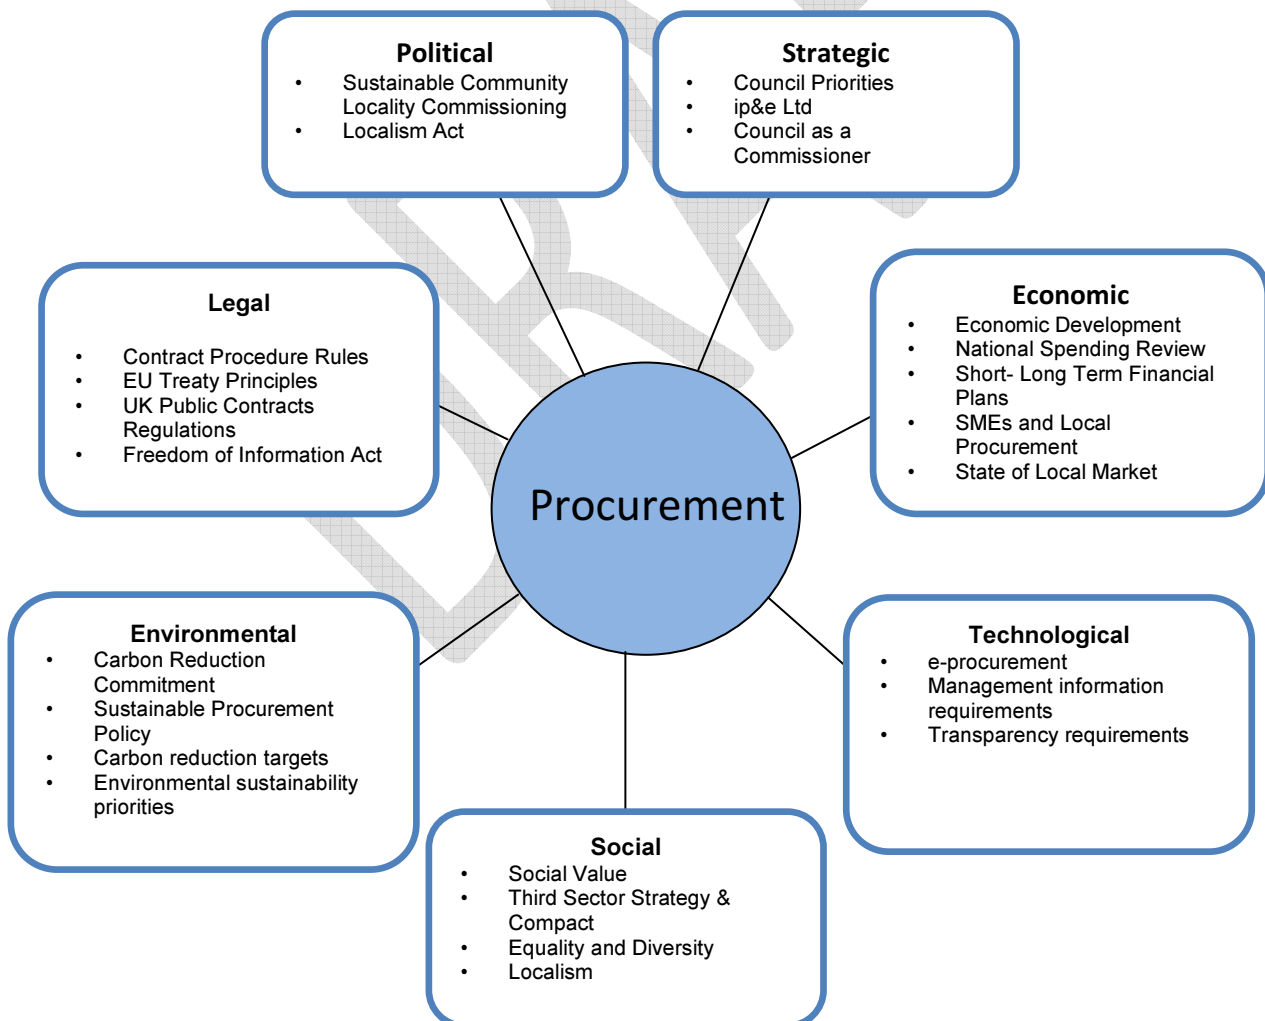 Political
• Sustainable Community
Locality Commissioning
• Localism Act
Strategic
• Council Priorities
• ip&e Ltd
• Council as a
Commissioner
Legal
• Contract Procedure Rules
• EU Treaty Principles
• UK Public Contracts
Regulations
• Freedom of Information Act
Economic
• Economic Development
• National Spending Review
• Short- Long Term Financial
Plans
• SMEs and Local
Procurement
• State of Local Market
Procurement
Environmental
• Carbon Reduction
Commitment
• Sustainable Procurement
Policy
• Carbon reduction targets
• Environmental sustainability
priorities
Technological
• e-procurement
• Management information
requirements
• Transparency requirements
Social
• Social Value
• Third Sector Strategy &
Compact
• Equality and Diversity
• Localism